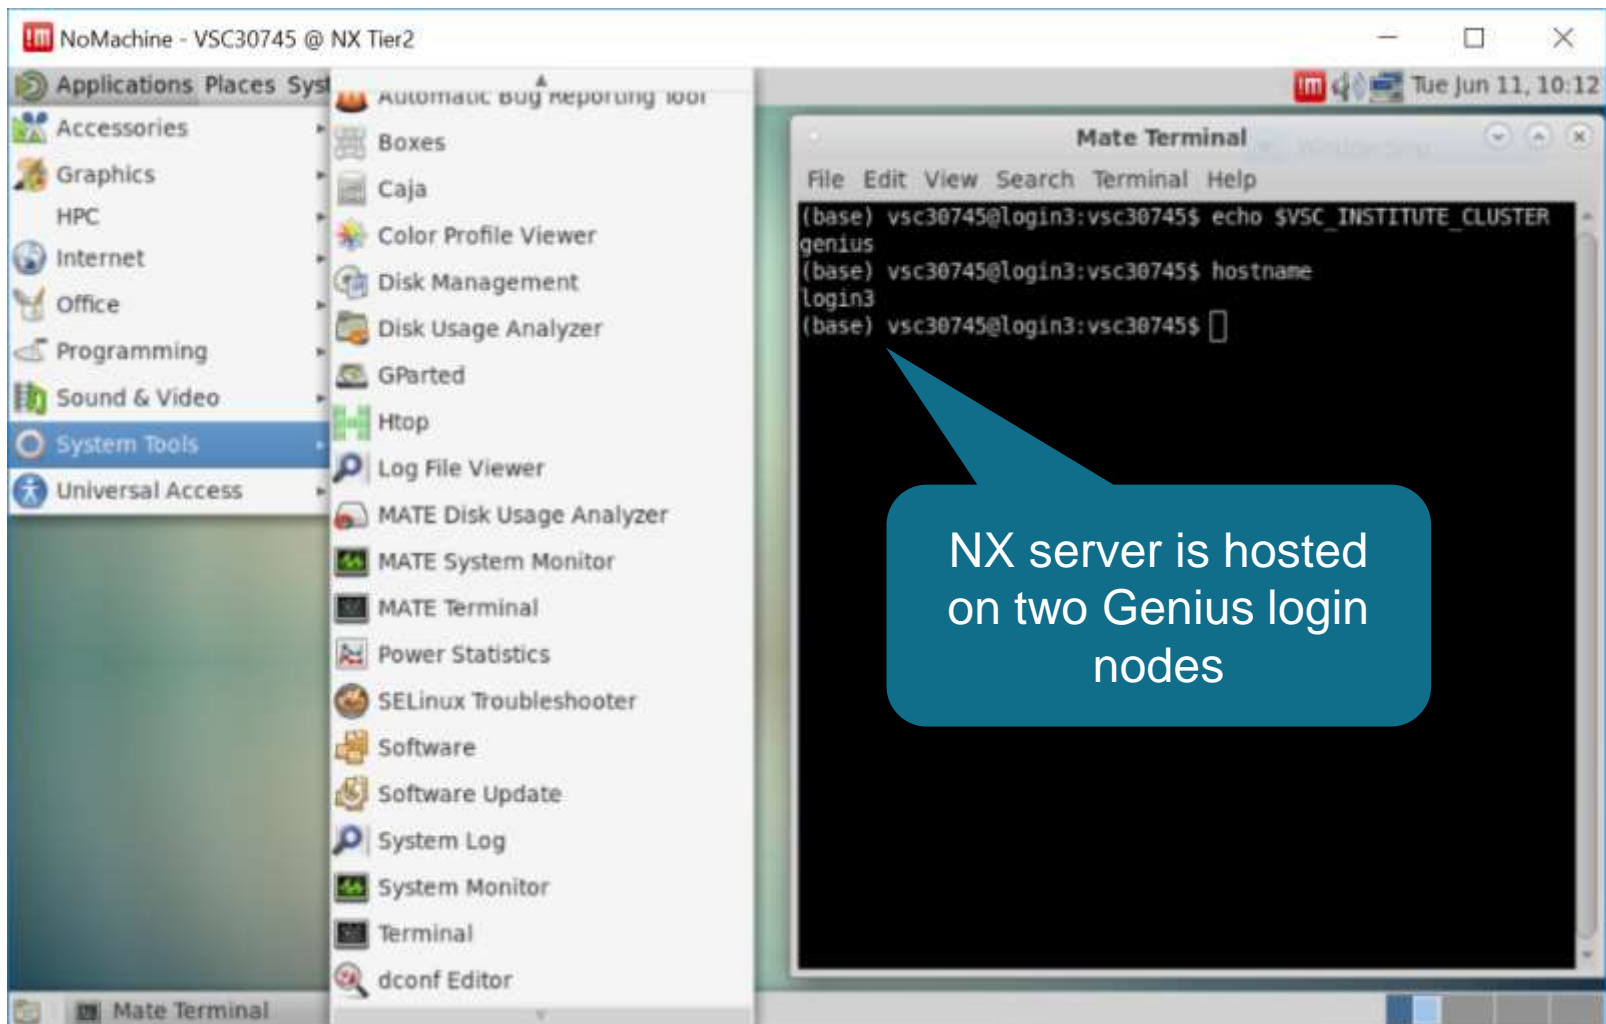 NoMachine - VSC30745 @ NX Tier2
Applications Places Syst
Tue Jun 11, 10:12
Accessories
Graphics
HPC
Internet
Office
Programming
Sound & Video
System Tools
Universal Access
Automatic Bug Reporting Tool
Boxes
Caja
Color Profile Viewer
Disk Management
Disk Usage Analyzer
GParted
Htop
Log File Viewer
MATE Disk Usage Analyzer
MATE System Monitor
MATE Terminal
Power Statistics
SELinux Troubleshooter
Software
Software Update
System Log
System Monitor
Terminal
dconf Editor
Mate Terminal
File Edit View Search Terminal Help
(base) vsc30745@login3:vsc30745$ echo $VSC_INSTITUTE_CLUSTER
genius
(base) vsc30745@login3:vsc30745$ hostname
login3
(base) vsc30745@login3:vsc30745$
NX server is hosted
on two Genius login
nodes
Mate Terminal